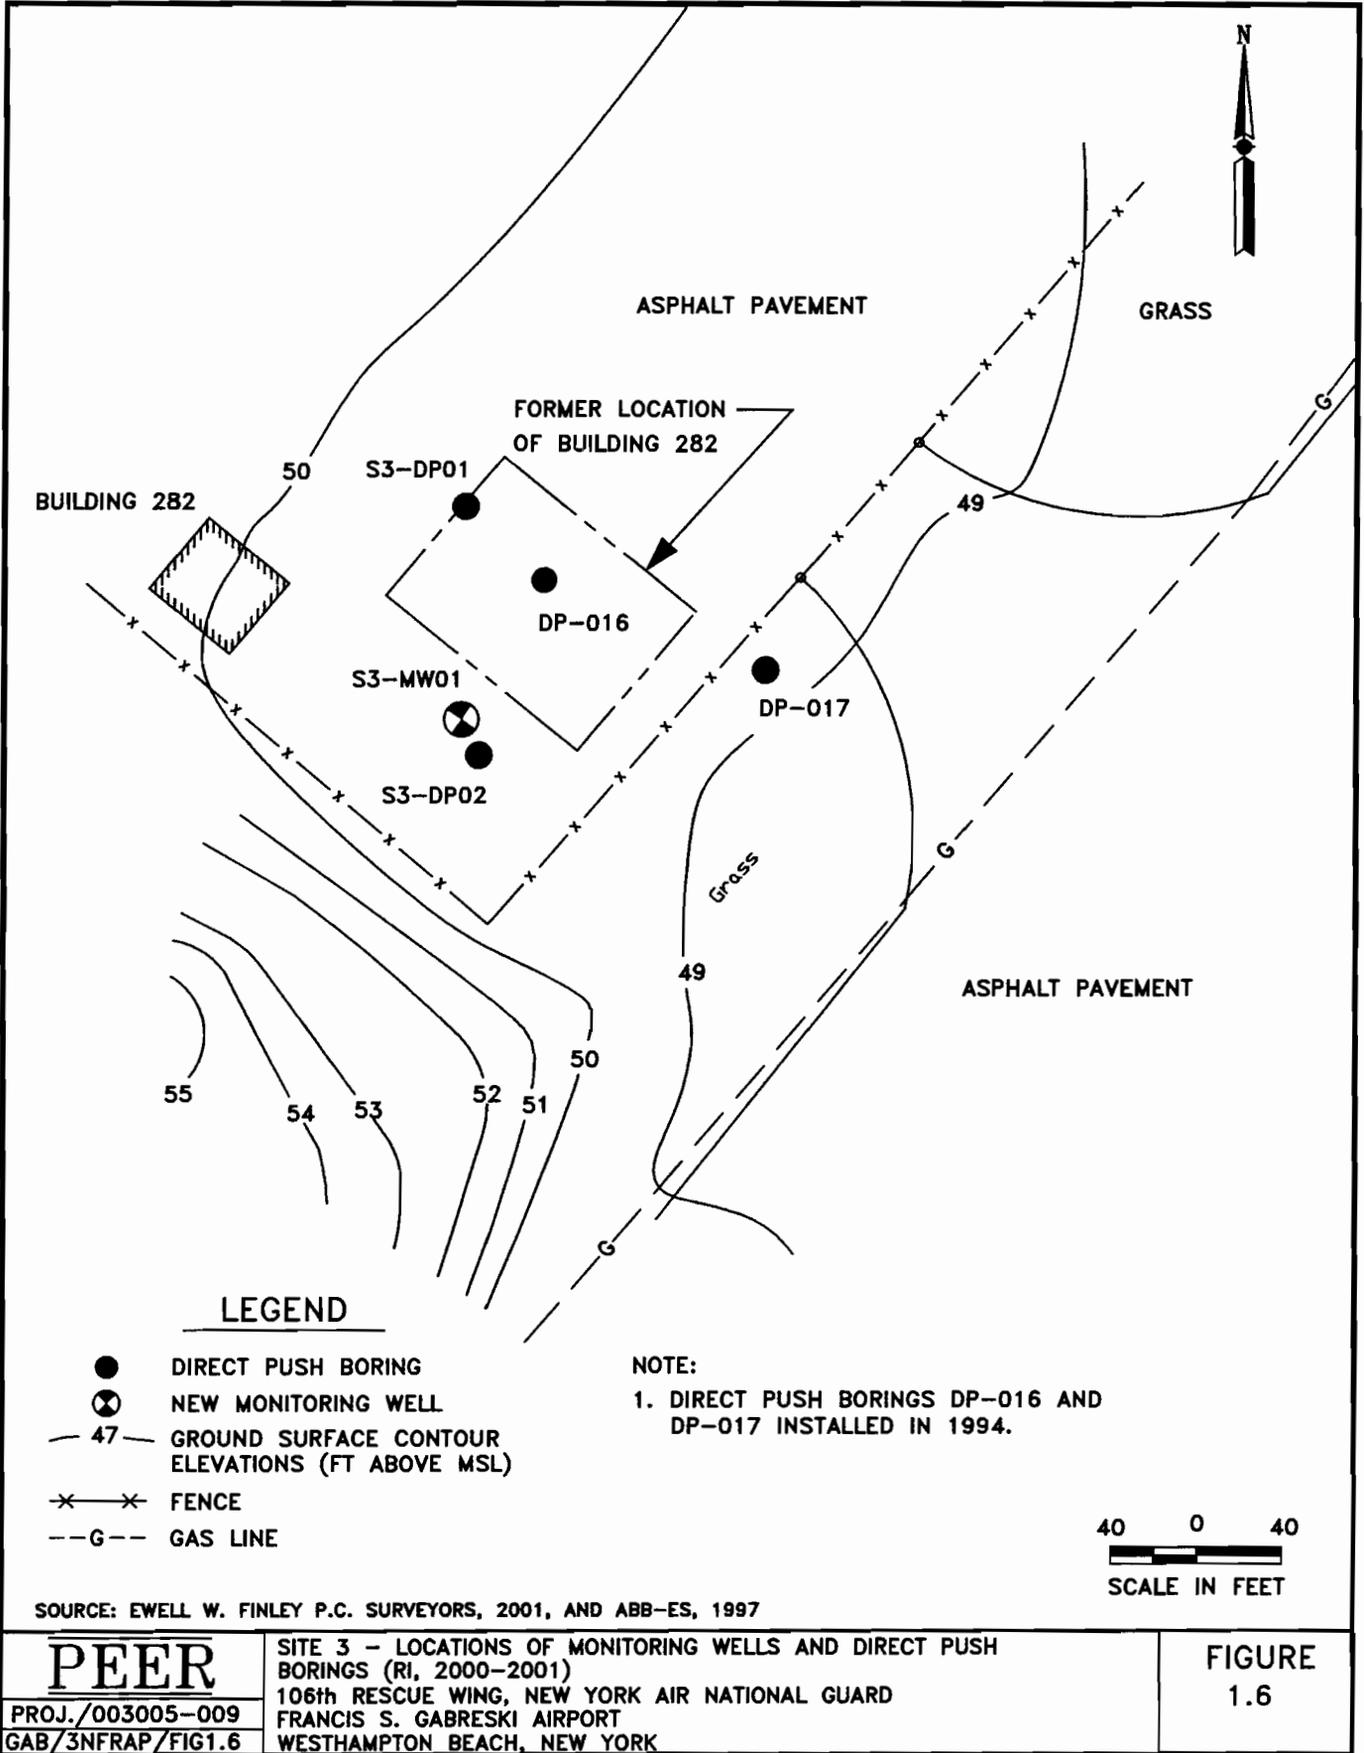 N
ASPHALT PAVEMENT
GRASS
G
FORMER LOCATION
OF BUILDING 282
50
S3-DP01
BUILDING 282
49
DP-016
S3-MW01
DP-017
S3-DP02
G
Grass
49
ASPHALT PAVEMENT
50
55
54
53
52
51
G
LEGEND
DIRECT PUSH BORING
NEW MONITORING WELL
47
GROUND SURFACE CONTOUR
ELEVATIONS (FT ABOVE MSL)
FENCE
G
GAS LINE
NOTE:
1. DIRECT PUSH BORINGS DP-016 AND
DP-017 INSTALLED IN 1994.
40 0 40
SCALE IN FEET
SOURCE: EWELL W. FINLEY P.C. SURVEYORS, 2001, AND ABB-ES, 1997
PEER
PROJ./003005-009
GAB/3NFRAP/FIG1.6
SITE 3 - LOCATIONS OF MONITORING WELLS AND DIRECT PUSH
BORINGS (RI, 2000-2001)
106th RESCUE WING, NEW YORK AIR NATIONAL GUARD
FRANCIS S. GABRESKI AIRPORT
WESTHAMPTON BEACH, NEW YORK
FIGURE
1.6